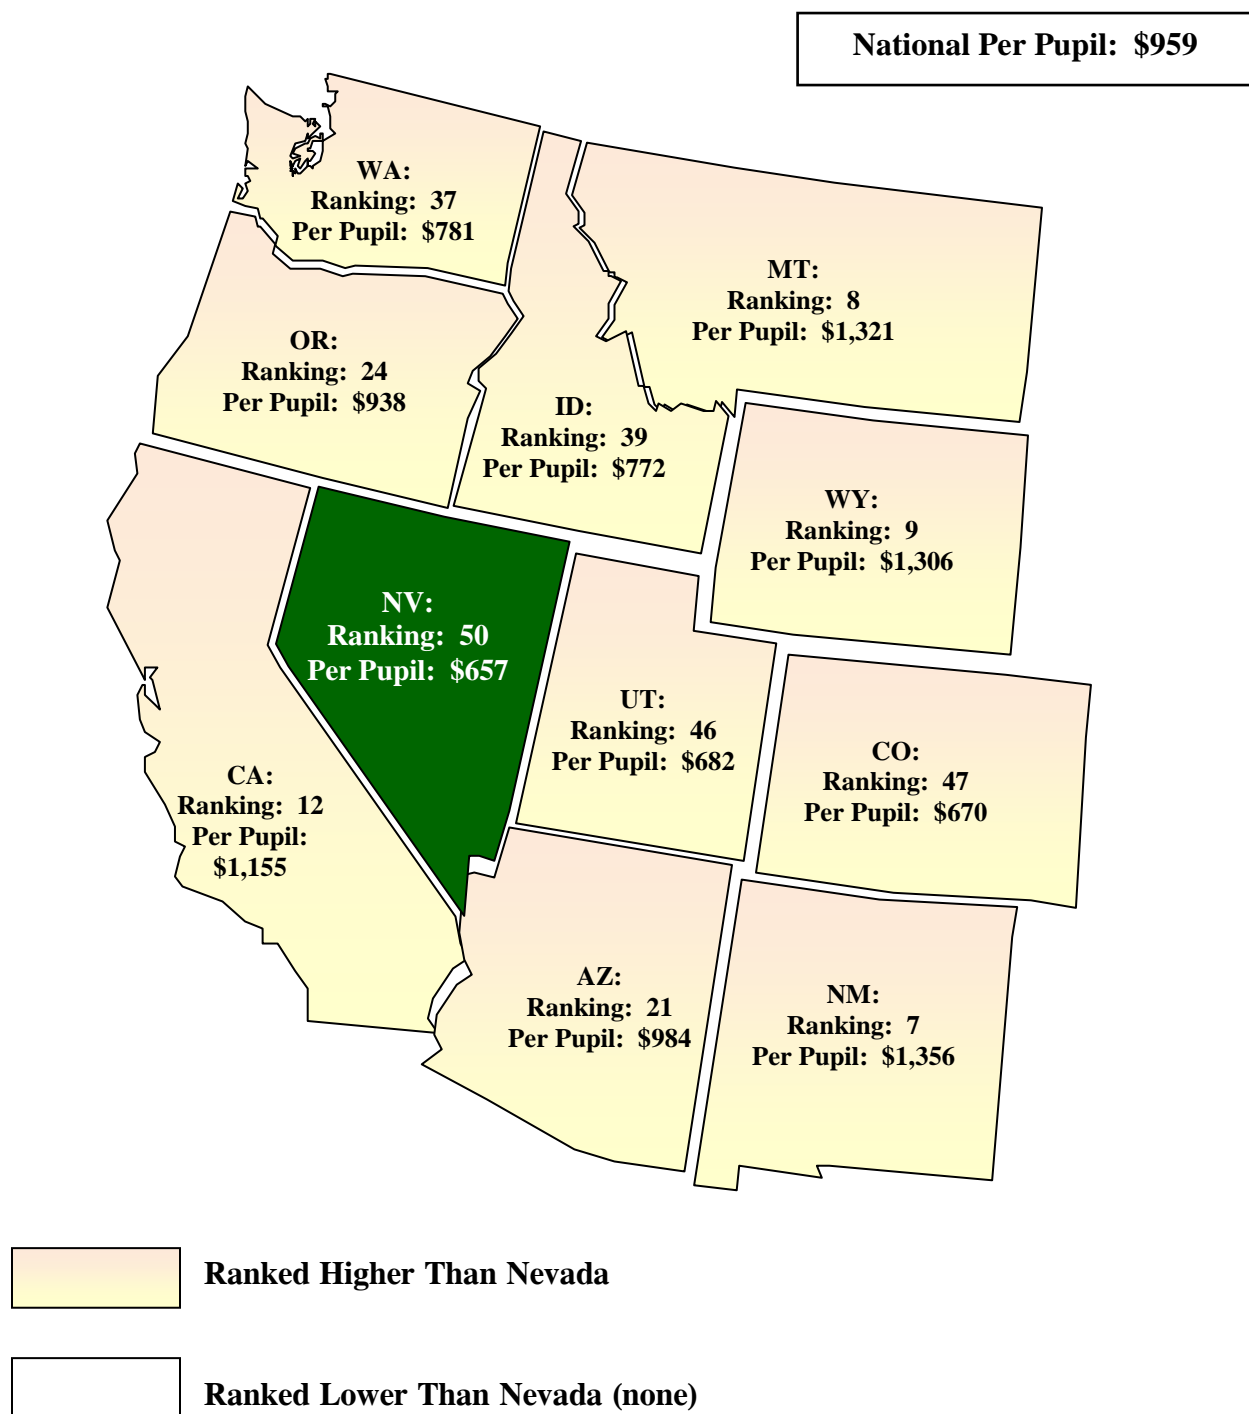 National Per Pupil: $959
WA:
Ranking: 37
Per Pupil: $781
MT:
Ranking: 8
Per Pupil: $1,321
OR:
Ranking: 24
Per Pupil: $938
ID:
Ranking: 39
Per Pupil: $772
WY:
Ranking: 9
Per Pupil: $1,306
NV:
Ranking: 50
Per Pupil: $657
UT:
Ranking: 46
Per Pupil: $682
CO:
Ranking: 47
Per Pupil: $670
CA:
Ranking: 12
Per Pupil:
$1,155
AZ:
Ranking: 21
Per Pupil: $984
NM:
Ranking: 7
Per Pupil: $1,356
Ranked Higher Than Nevada
Ranked Lower Than Nevada (none)